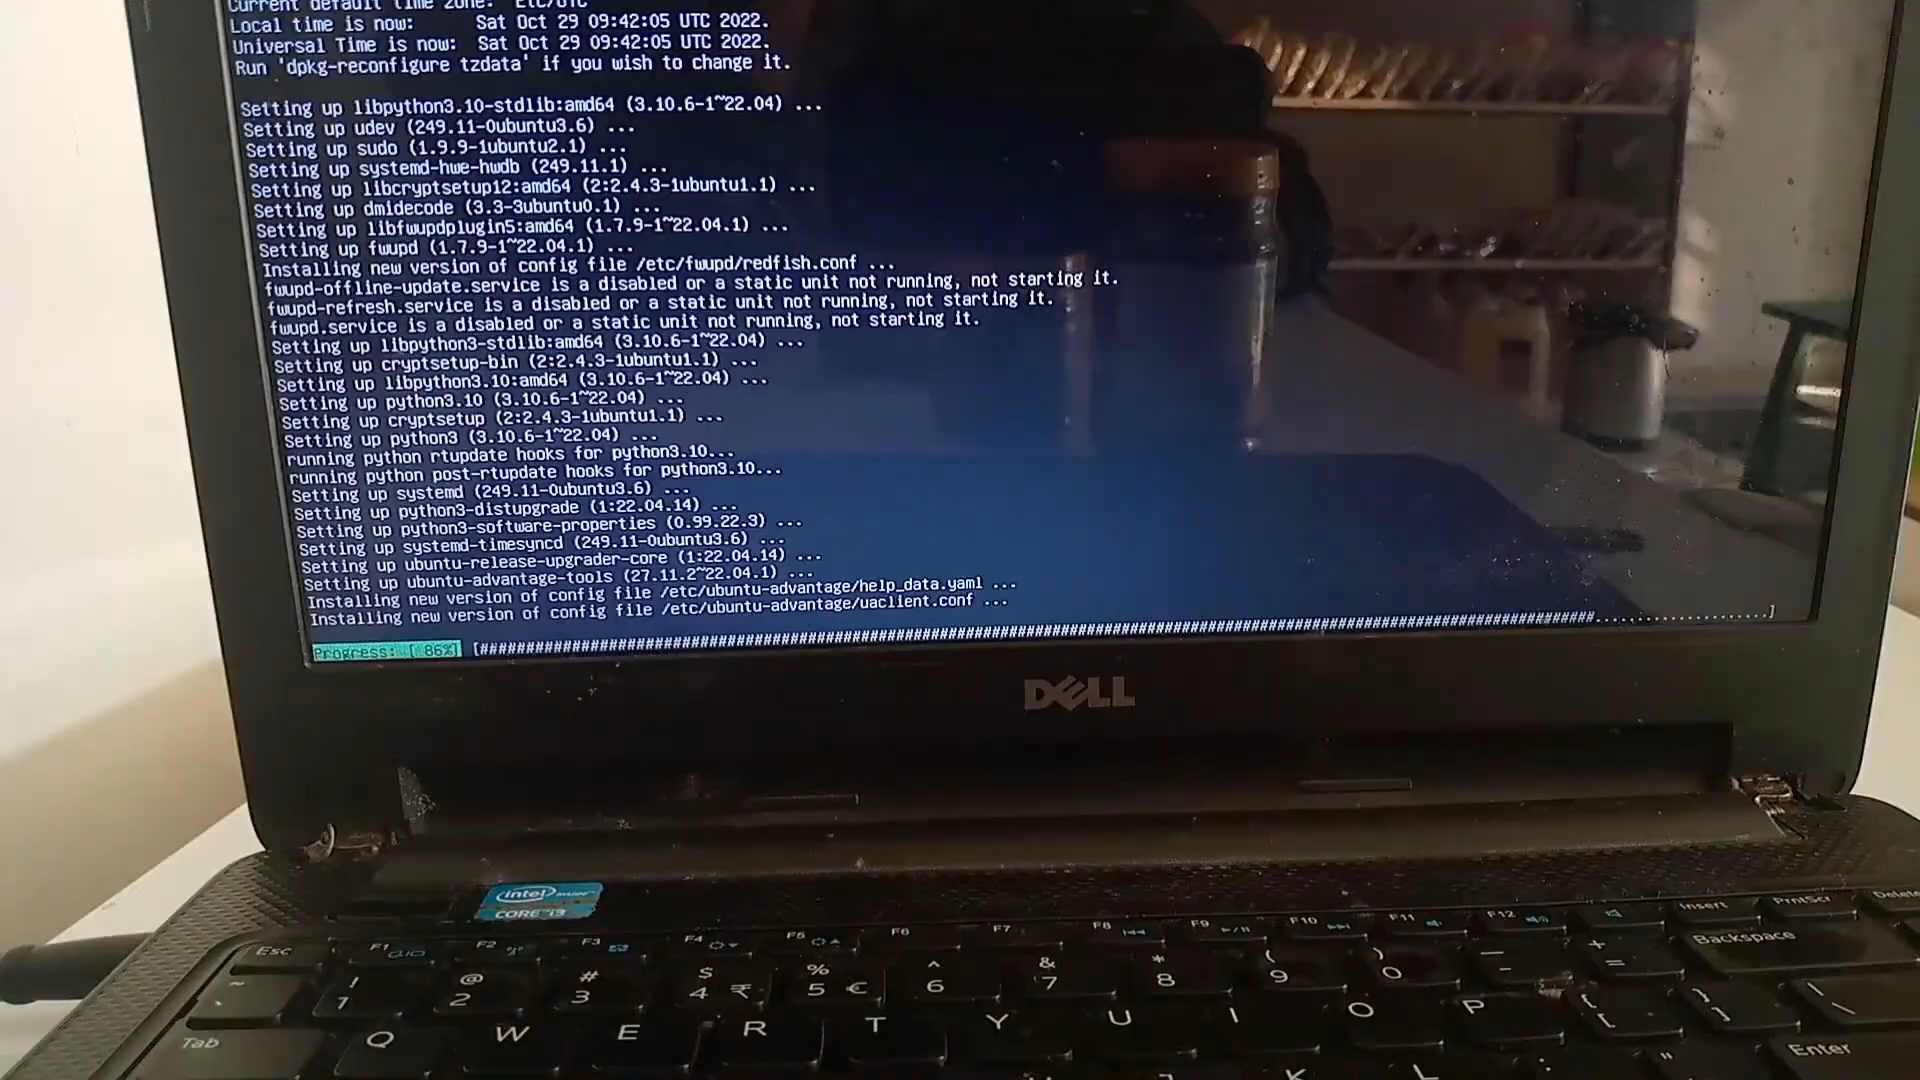 Current default time zone: 'Etc/UTC'
Local time is now:      Sat Oct 29 09:42:05 UTC 2022.
Universal Time is now:  Sat Oct 29 09:42:05 UTC 2022.
Run 'dpkg-reconfigure tzdata' if you wish to change it.
Setting up libpython3.10-stdlib:amd64 (3.10.6-1~22.04) ...
Setting up udev (249.11-0ubuntu3.6) ...
Setting up sudo (1.9.9-1ubuntu2.1) ...
Setting up systemd-hwe-hwdb (249.11.1) ...
Setting up libcryptsetup12:amd64 (2:2.4.3-1ubuntu1.1) ...
Setting up dmidecode (3.3-3ubuntu0.1) ...
Setting up libfwupdplugin5:amd64 (1.7.9-1~22.04.1) ...
Setting up fwupd (1.7.9-1~22.04.1) ...
Installing new version of config file /etc/fwupd/redfish.conf ...
fwupd-offline-update.service is a disabled or a static unit not running, not starting it.
fwupd-refresh.service is a disabled or a static unit not running, not starting it.
fwupd.service is a disabled or a static unit not running, not starting it.
Setting up libpython3-stdlib:amd64 (3.10.6-1~22.04) ...
Setting up cryptsetup-bin (2:2.4.3-1ubuntu1.1) ...
Setting up libpython3.10:amd64 (3.10.6-1~22.04) ...
Setting up python3.10 (3.10.6-1~22.04) ...
Setting up cryptsetup (2:2.4.3-1ubuntu1.1) ...
Setting up python3 (3.10.6-1~22.04) ...
running python rtupdate hooks for python3.10...
running python post-rtupdate hooks for python3.10...
Setting up systemd (249.11-0ubuntu3.6) ...
Setting up python3-distupgrade (1:22.04.14) ...
Setting up python3-software-properties (0.99.22.3) ...
Setting up systemd-timesyncd (249.11-0ubuntu3.6) ...
Setting up ubuntu-release-upgrader-core (1:22.04.14) ...
Setting up ubuntu-advantage-tools (27.11.2~22.04.1) ...
Installing new version of config file /etc/ubuntu-advantage/help_data.yaml ...
Installing new version of config file /etc/ubuntu-advantage/uaclient.conf ...
Progress: [ 86%]
DELL
intel inside
CORE i3
Esc F1 F2 F3 F4 F5 F6 F7 F8 F9 F10 F11 F12 Insert PrntScr Delete
~ ! @ # $ % ^ & * ( ) _ + Backspace
` 1 2 3 4 ₹ 5 € 6 7 8 9 0 - =
Tab Q W E R T Y U I O P { [ } ] | \
K L : " Enter